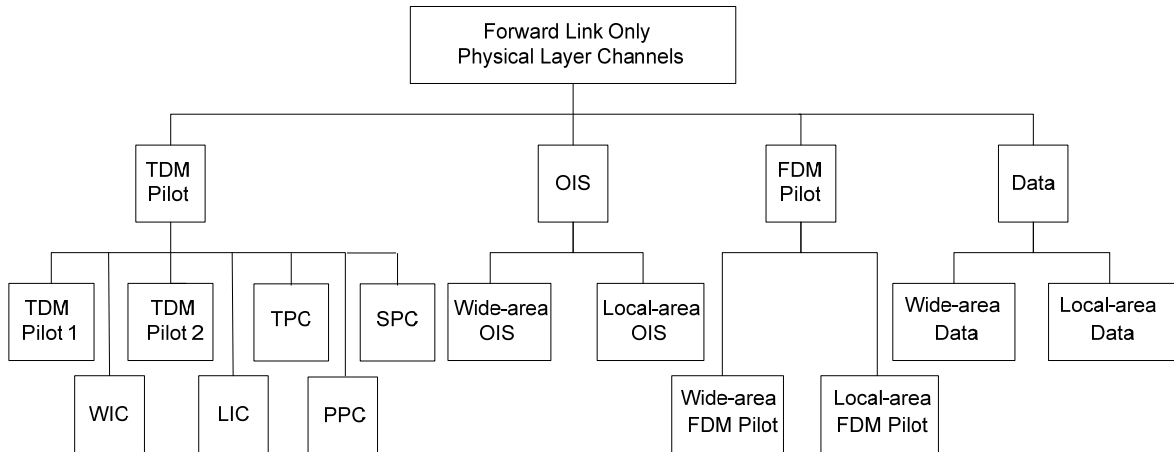 Forward Link Only
Physical Layer Channels
TDM
Pilot
OIS
FDM
Pilot
Data
TDM
Pilot 1
TDM
Pilot 2
TPC
SPC
Wide-area
OIS
Local-area
OIS
Wide-area
Data
Local-area
Data
WIC
LIC
PPC
Wide-area
FDM Pilot
Local-area
FDM Pilot